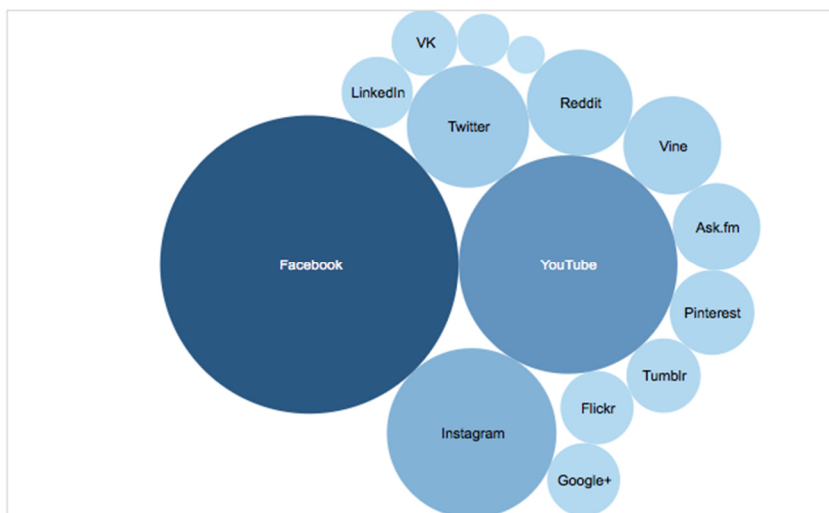 VK
LinkedIn
Twitter
Reddit
Vine
Ask.fm
Facebook
YouTube
Pinterest
Tumblr
Flickr
Instagram
Google+